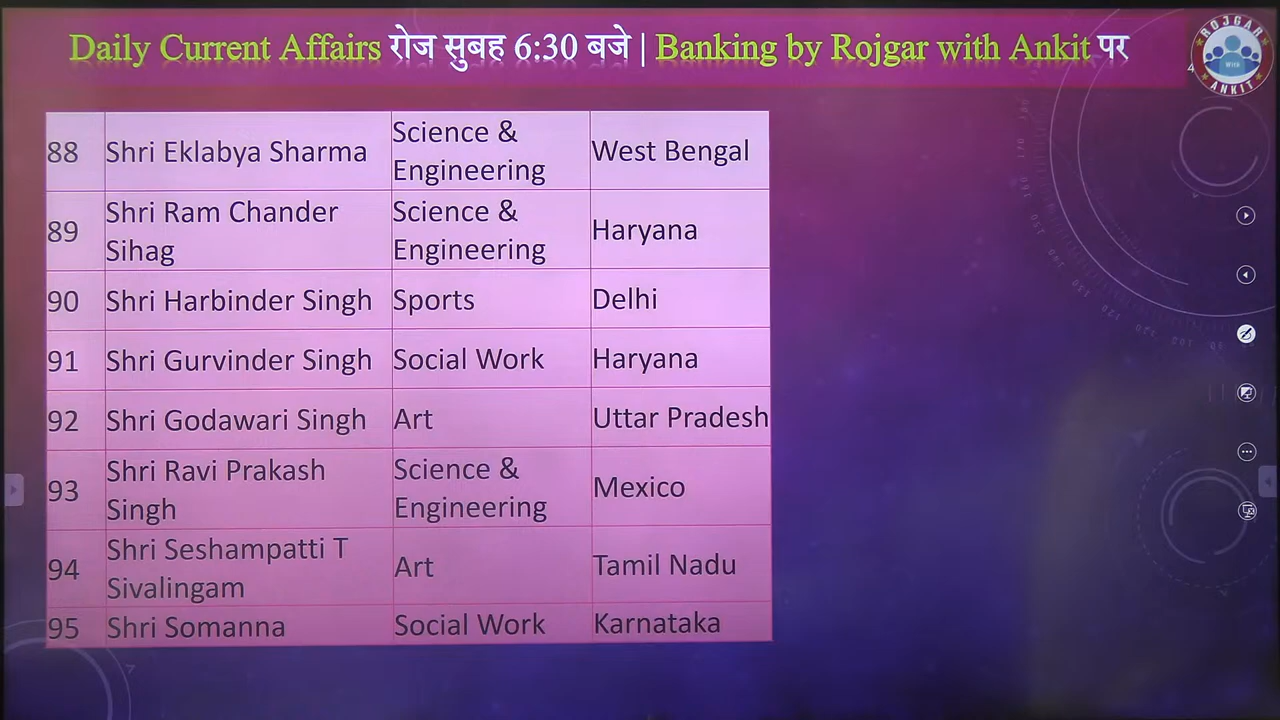 Daily Current Affairs रोज सुबह 6:30 बजे | Banking by Rojgar with Ankit पर
ROJGAR
With
ANKIT
88 Shri Eklabya Sharma Science & Engineering West Bengal
89 Shri Ram Chander Sihag Science & Engineering Haryana
90 Shri Harbinder Singh Sports Delhi
91 Shri Gurvinder Singh Social Work Haryana
92 Shri Godawari Singh Art Uttar Pradesh
93 Shri Ravi Prakash Singh Science & Engineering Mexico
94 Shri Seshampatti T Sivalingam Art Tamil Nadu
95 Shri Somanna Social Work Karnataka